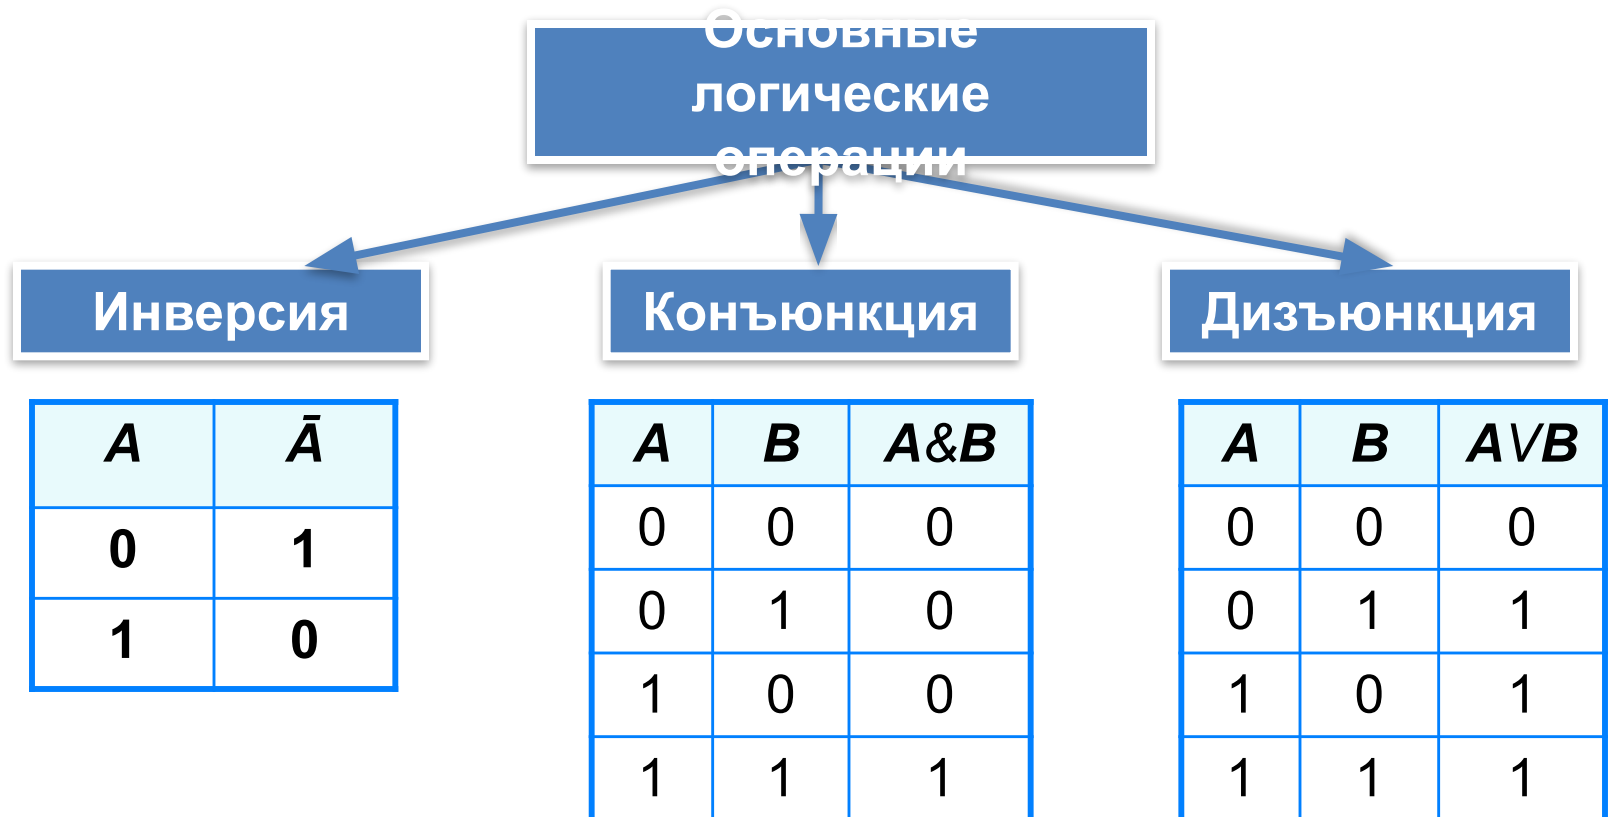 Основные
логические
операции
Инверсия
Конъюнкция
Дизъюнкция
A Ā
0 1
1 0
A B A&B
0 0 0
0 1 0
1 0 0
1 1 1
A B AVB
0 0 0
0 1 1
1 0 1
1 1 1